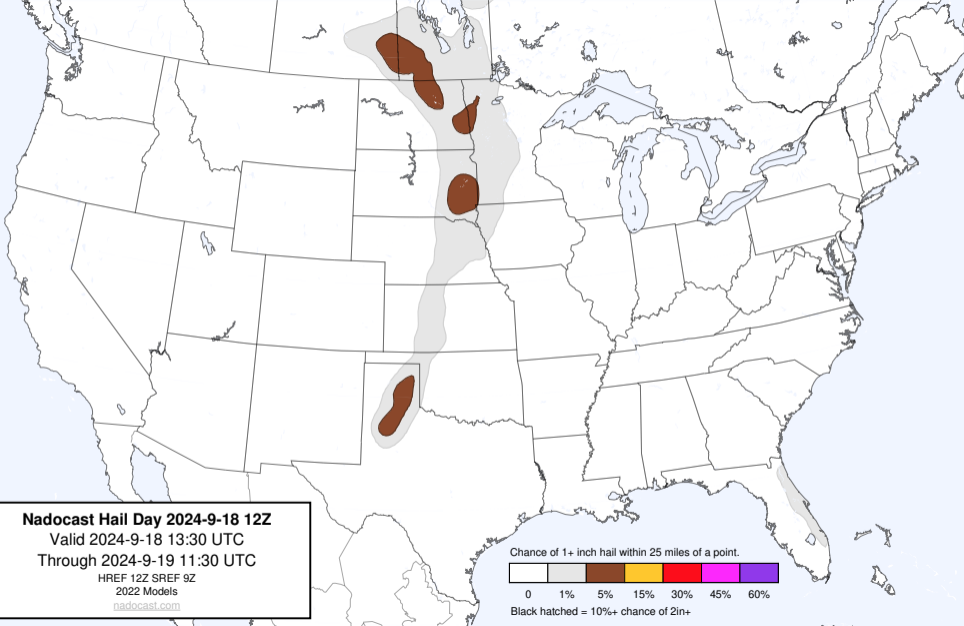 Nadocast Hail Day 2024-9-18 12Z
Valid 2024-9-18 13:30 UTC
Through 2024-9-19 11:30 UTC
HREF 12Z SREF 9Z
2022 Models
nadocast.com
Chance of 1+ inch hail within 25 miles of a point.
0 1% 5% 15% 30% 45% 60%
Black hatched = 10%+ chance of 2in+